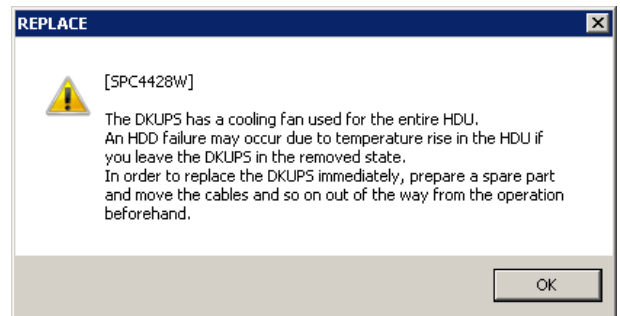 REPLACE
[SPC4428W]
The DKUPS has a cooling fan used for the entire HDU.
An HDD failure may occur due to temperature rise in the HDU if
you leave the DKUPS in the removed state.
In order to replace the DKUPS immediately, prepare a spare part
and move the cables and so on out of the way from the operation
beforehand.
OK